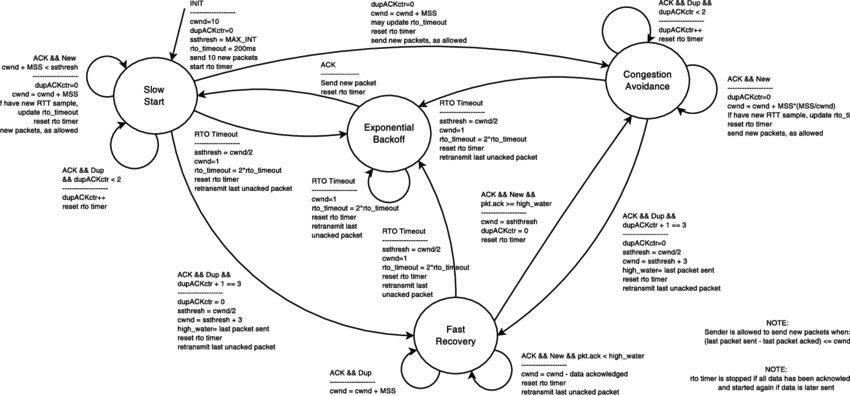 INIT
--------------------
cwnd=10
dupACKctr=0
ssthresh = MAX_INT
rto_timeout = 200ms
send 10 new packets
start rto timer
dupACKctr=0
cwnd = cwnd + MSS
may update rto_timeout
reset rto timer
send new packets, as allowed
ACK && Dup &&
dupACKctr < 2
--------------------
dupACKctr++
reset rto timer
ACK && New
cwnd + MSS < ssthresh
--------------------
dupACKctr=0
cwnd = cwnd + MSS
f have new RTT sample,
update rto_timeout
reset rto timer
new packets, as allowed
Slow
Start
ACK
-----------------
Send new packet
reset rto timer
Congestion
Avoidance
ACK && New
--------------------
dupACKctr=0
cwnd = cwnd + MSS*(MSS/cwnd)
If have new RTT sample, update rto_ti
reset rto timer
send new packets, as allowed
Exponential
Backoff
RTO Timeout
--------------------
ssthresh = cwnd/2
cwnd=1
rto_timeout = 2*rto_timeout
reset rto timer
retransmit last unacked packet
RTO Timeout
--------------------
ssthresh = cwnd/2
cwnd=1
rto_timeout = 2*rto_timeout
reset rto timer
retransmit last unacked packet
ACK && Dup
&& dupACKctr < 2
--------------------
dupACKctr++
reset rto timer
RTO Timeout
--------------------
cwnd=1
rto_timeout = 2*rto_timeout
reset rto timer
retransmit last
unacked packet
ACK && New &&
pkt.ack >= high_water
--------------------
cwnd = sshthresh
dupACKctr = 0
reset rto timer
RTO Timeout
--------------------
ssthresh = cwnd/2
cwnd=1
rto_timeout = 2*rto_timeout
reset rto timer
retransmit last
unacked packet
ACK && Dup &&
dupACKctr + 1 == 3
--------------------
dupACKctr=0
ssthresh = cwnd/2
cwnd = ssthresh + 3
high_water= last packet sent
reset rto timer
retransmit last unacked packet
ACK && Dup &&
dupACKctr + 1 == 3
--------------------
dupACKctr = 0
ssthresh = cwnd/2
cwnd = ssthresh + 3
high_water= last packet sent
reset rto timer
retransmit last unacked packet
Fast
Recovery
ACK && Dup
--------------------
cwnd = cwnd + MSS
ACK && New && pkt.ack < high_water
--------------------
cwnd = cwnd - data ackowledged
reset rto timer
retransmit last unacked packet
NOTE:
Sender is allowed to send new packets when:
(last packet sent - last packet acked) <= cwnd
NOTE:
rto timer is stopped if all data has been acknowled
and started again if data is later sent